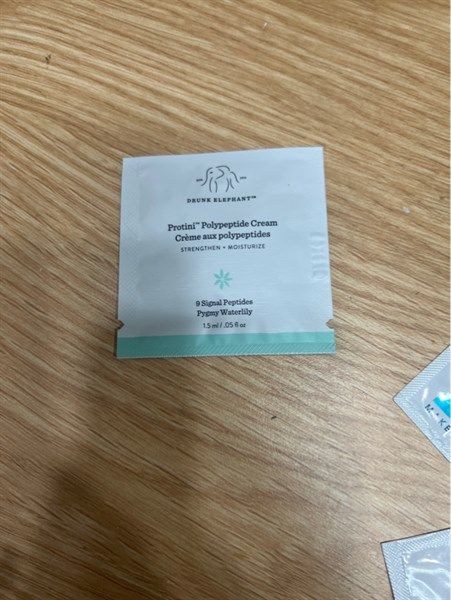 DRUNK ELEPHANT™
Protini™ Polypeptide Cream
Crème aux polypeptides
STRENGTHEN + MOISTURIZE
9 Signal Peptides
Pygmy Waterlily
1.5 ml / .05 fl oz